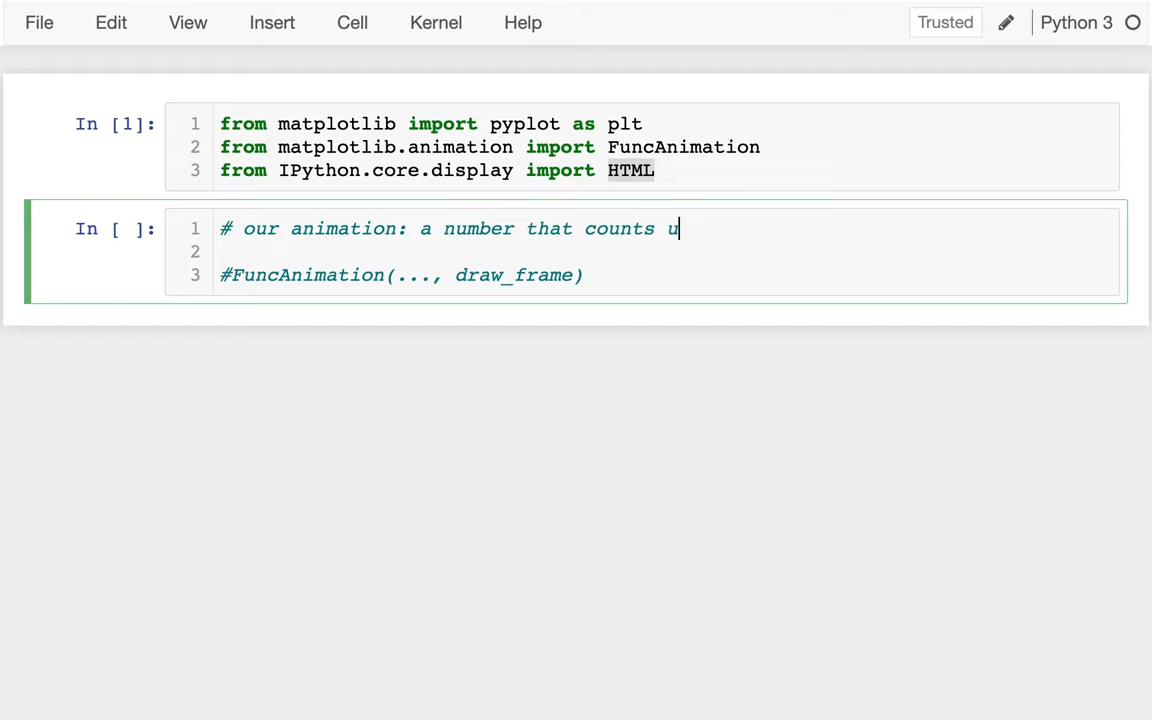 File Edit View Insert Cell Kernel Help Trusted Python 3
In [1]: 1 from matplotlib import pyplot as plt
2 from matplotlib.animation import FuncAnimation
3 from IPython.core.display import HTML
In [ ]: 1 # our animation: a number that counts u
2
3 #FuncAnimation(..., draw_frame)